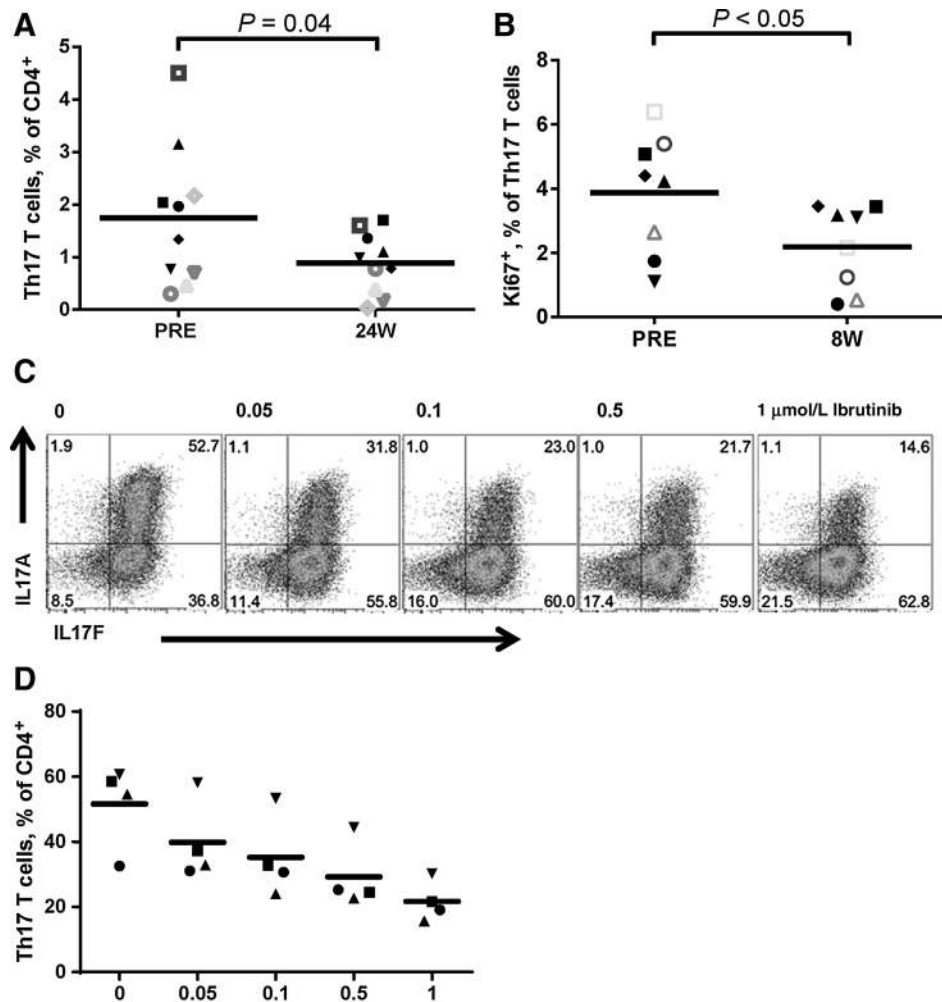 A
P = 0.04
Th17 T cells, % of CD4⁺
5
4
3
2
1
0
PRE
24W
B
P < 0.05
Ki67⁺, % of Th17 T cells
8
6
4
2
0
PRE
8W
C
0
0.05
0.1
0.5
1 μmol/L Ibrutinib
1.9
52.7
1.1
31.8
1.0
23.0
1.0
21.7
1.1
14.6
IL17A
8.5
36.8
11.4
55.8
16.0
60.0
17.4
59.9
21.5
62.8
IL17F
D
Th17 T cells, % of CD4⁺
80
60
40
20
0
0
0.05
0.1
0.5
1